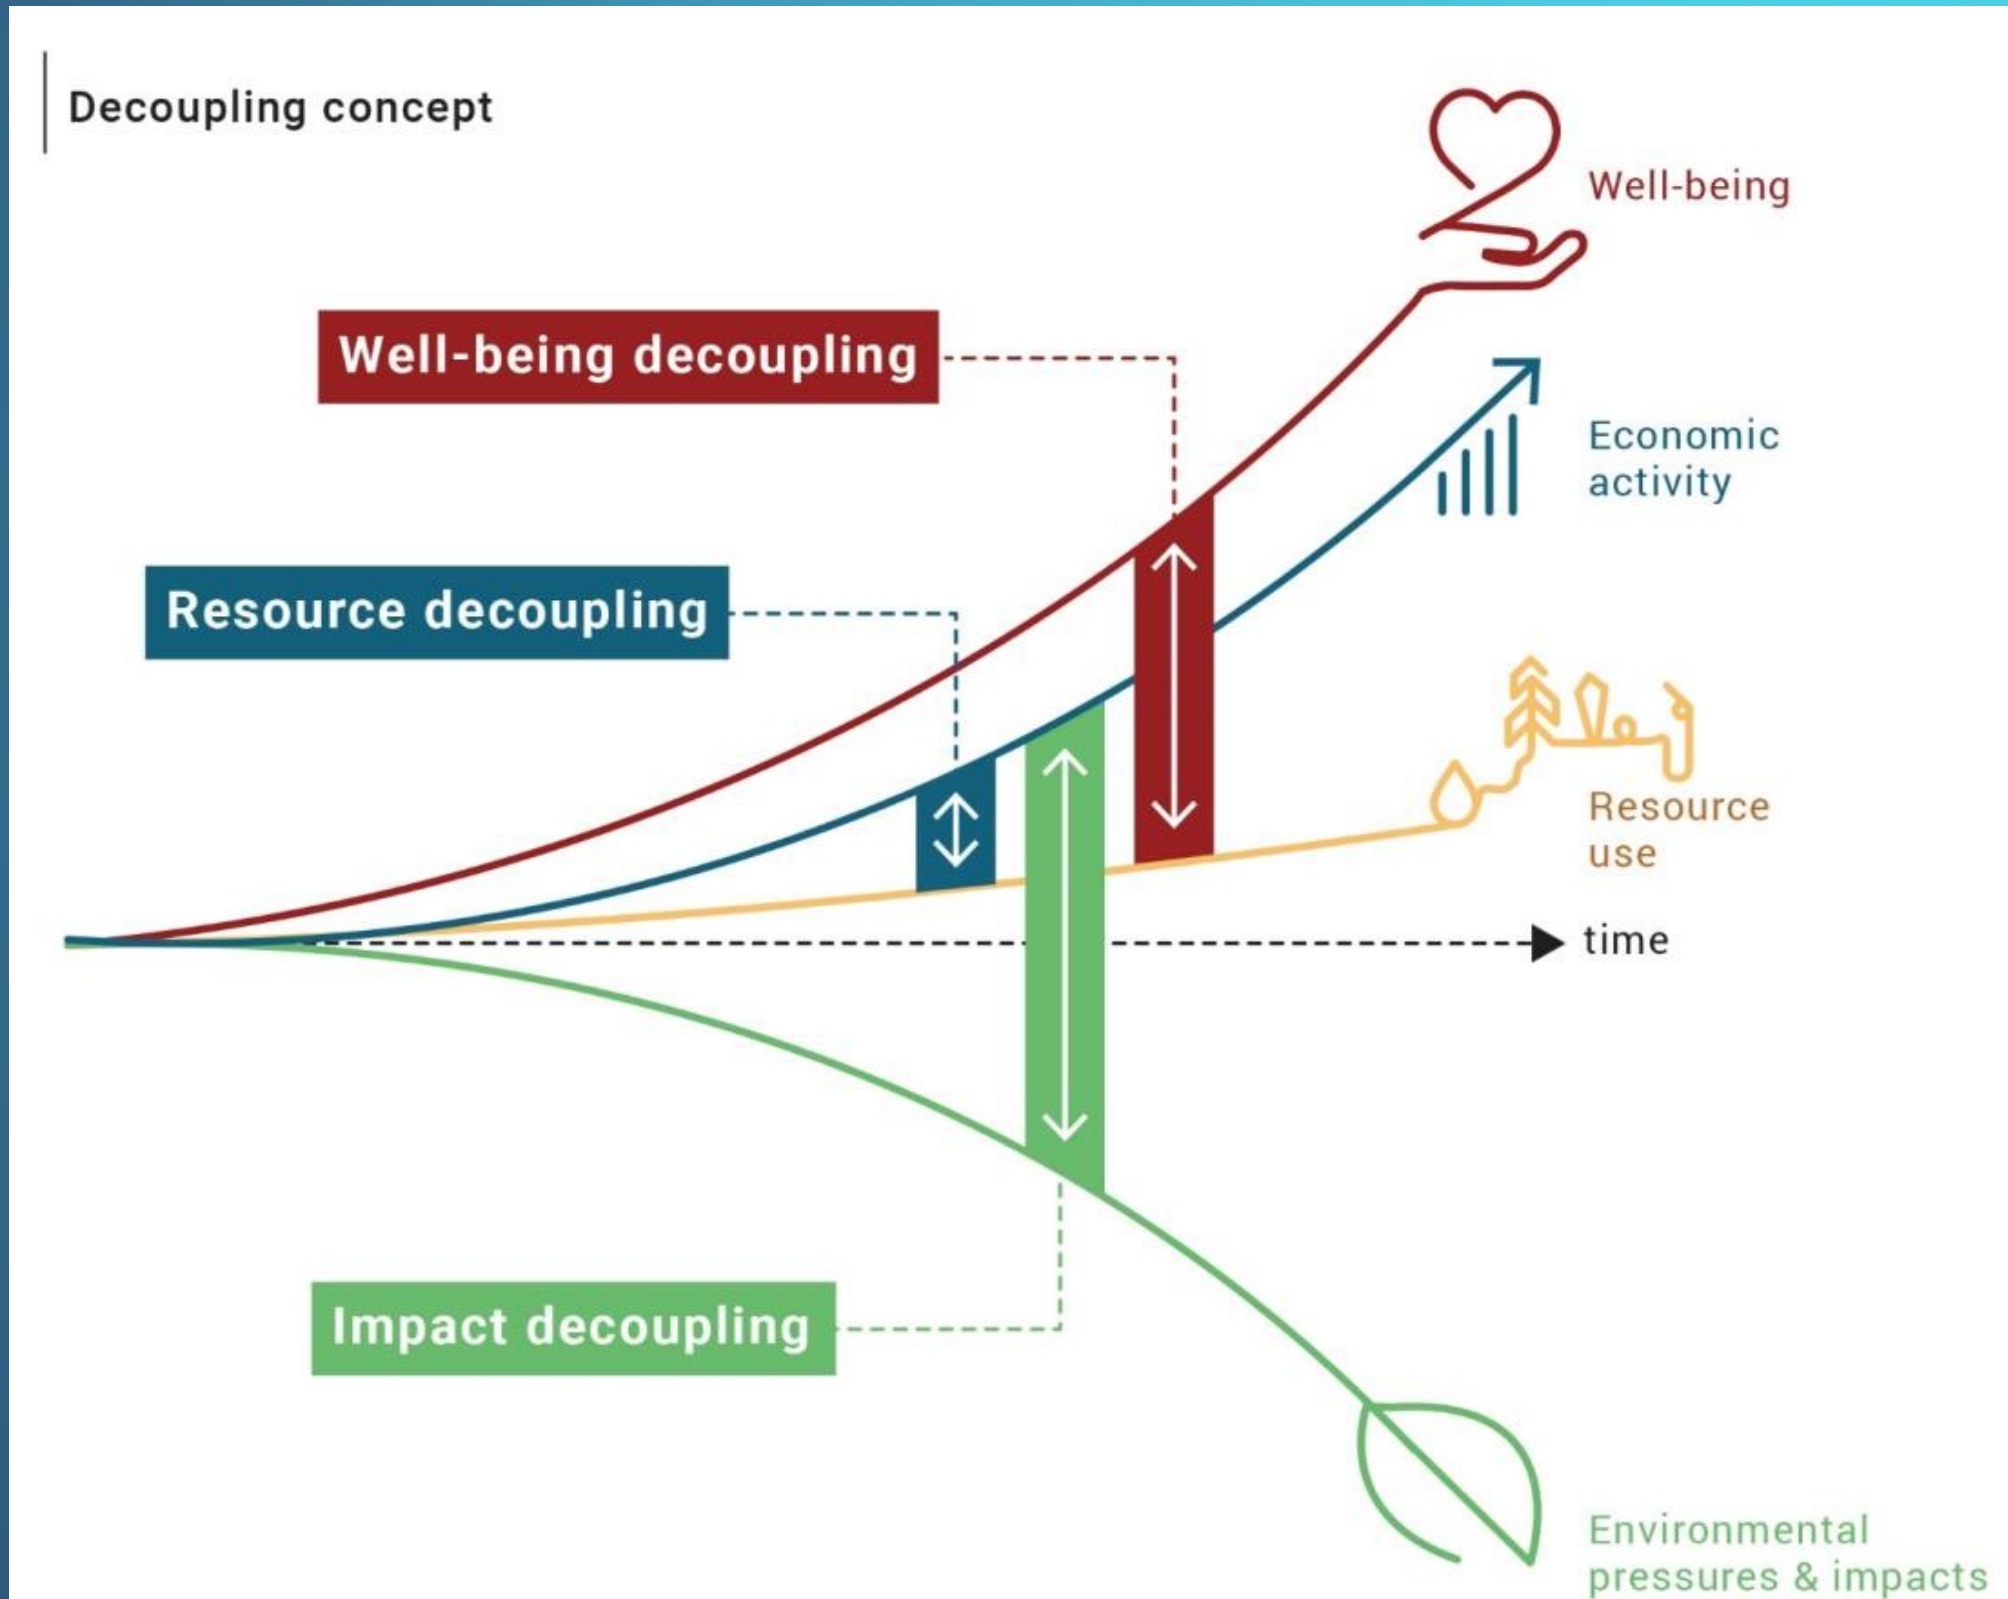 Decoupling concept
Well-being
Well-being decoupling
Economic
activity
Resource decoupling
Resource
use
time
Impact decoupling
Environmental
pressures & impacts